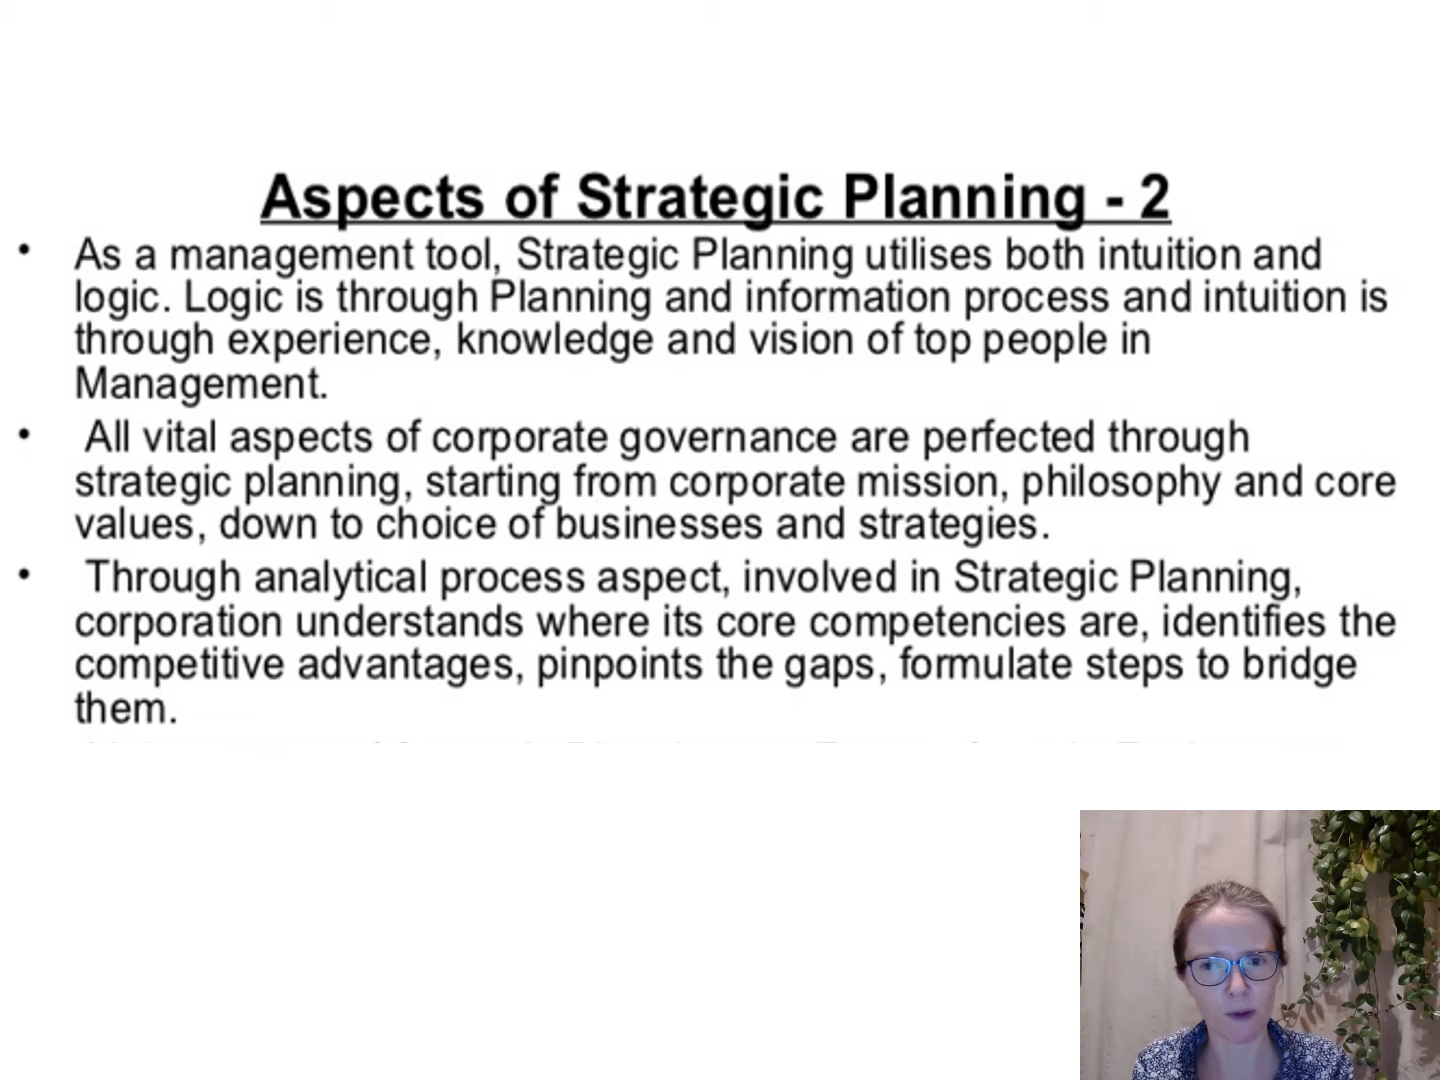 Aspects of Strategic Planning - 2
• As a management tool, Strategic Planning utilises both intuition and
logic. Logic is through Planning and information process and intuition is
through experience, knowledge and vision of top people in
Management.
• All vital aspects of corporate governance are perfected through
strategic planning, starting from corporate mission, philosophy and core
values, down to choice of businesses and strategies.
• Through analytical process aspect, involved in Strategic Planning,
corporation understands where its core competencies are, identifies the
competitive advantages, pinpoints the gaps, formulate steps to bridge
them.